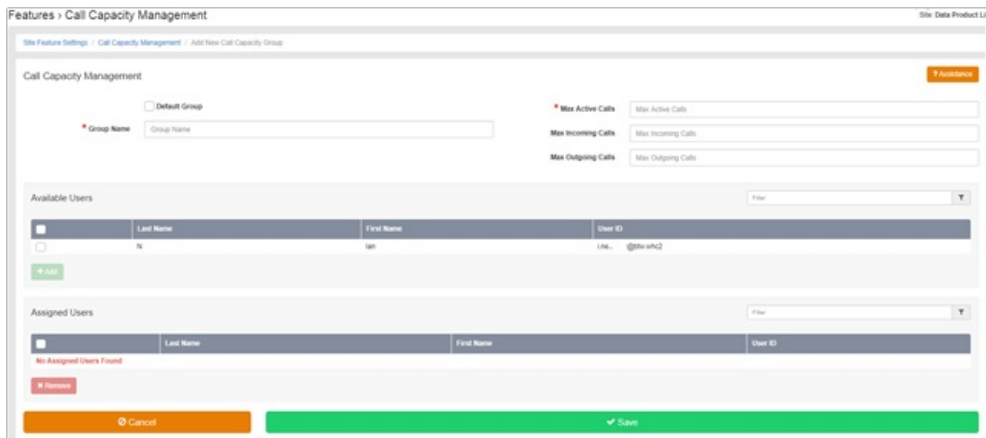 Features > Call Capacity Management
Site: Data Product Li
Site Feature Settings / Call Capacity Management / Add New Call Capacity Group
Call Capacity Management
? Assistance
Default Group
* Group Name
Group Name
* Max Active Calls
Max Active Calls
Max Incoming Calls
Max Incoming Calls
Max Outgoing Calls
Max Outgoing Calls
Available Users
Filter
Last Name First Name User ID
N Ian i.ne... @btw.whc2
+ Add
Assigned Users
Filter
Last Name First Name User ID
No Assigned Users Found
x Remove
Cancel
Save